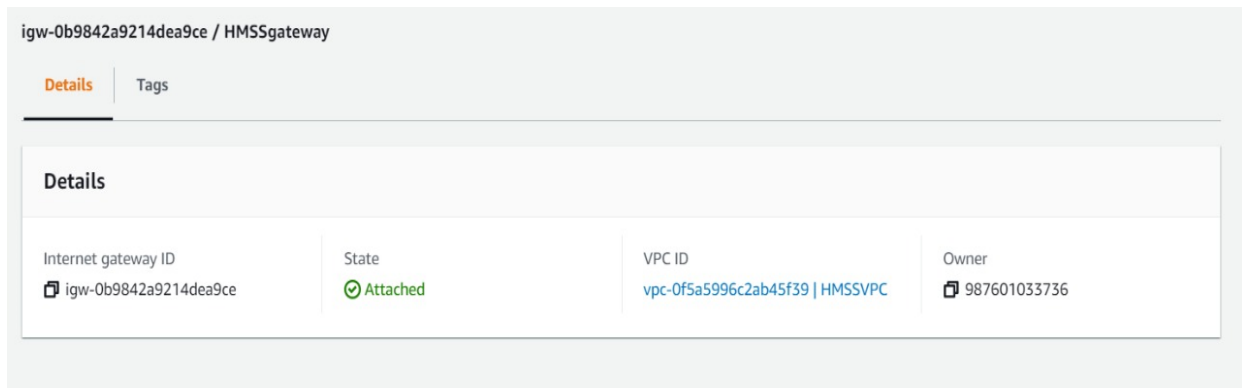 igw-0b9842a9214dea9ce / HMSSgateway
Details Tags
Details
Internet gateway ID State VPC ID Owner
igw-0b9842a9214dea9ce Attached vpc-0f5a5996c2ab45f39 | HMSSVPC 987601033736